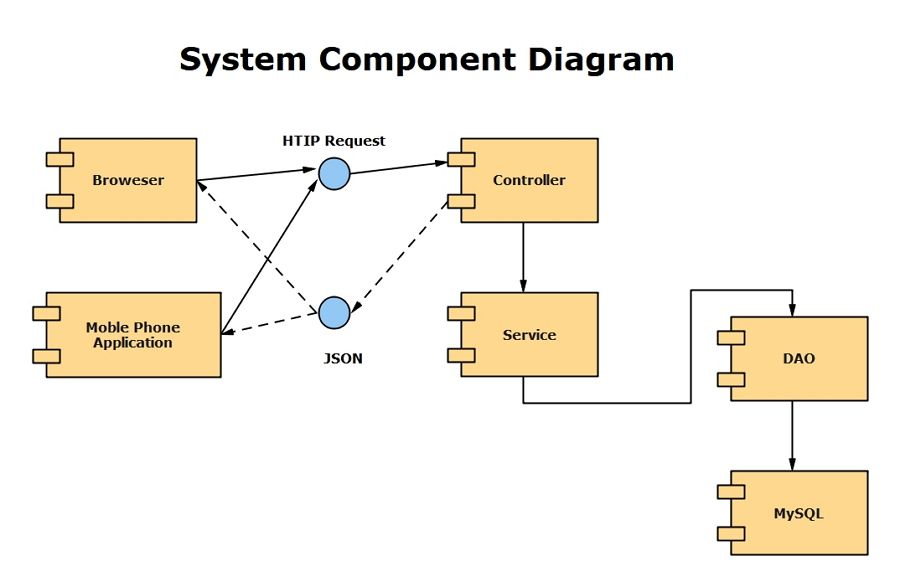 System Component Diagram
HTIP Request
Broweser
Controller
Moble Phone
Application
Service
JSON
DAO
MySQL